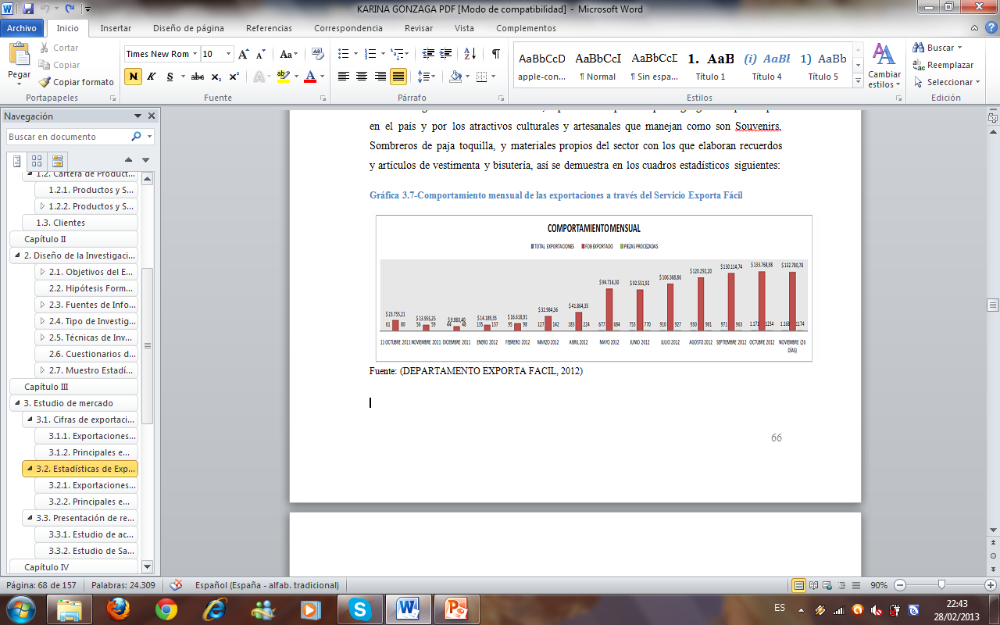 KARINA GONZAGA PDF [Modo de compatibilidad] - Microsoft Word
Archivo Inicio Insertar Diseño de página Referencias Correspondencia Revisar Vista Complementos
Pegar
Cortar
Copiar
Copiar formato
Portapapeles
Times New Rom 10
N K S abc x₂ x² A ab A
Aa
Fuente
Párrafo
AaBbCcD AaBbCcI AaBbCcI 1. AaB (i) AaBl 1) AaBb
apple-con... ¶ Normal ¶ Sin espa... Título 1 Título 4 Título 5
Cambiar estilos
Estilos
Buscar
Reemplazar
Seleccionar
Edición
Navegación
Buscar en documento
1.2. Cartera de Product...
1.2.1. Productos y S...
1.2.2. Productos y S...
1.3. Clientes
Capítulo II
2. Diseño de la Investigaci...
2.1. Objetivos del E...
2.2. Hipótesis Form...
2.3. Fuentes de Info...
2.4. Tipo de Investig...
2.5. Técnicas de Inv...
2.6. Cuestionarios d...
2.7. Muestro Estadí...
Capítulo III
3. Estudio de mercado
3.1. Cifras de exportaci...
3.1.1. Exportaciones...
3.1.2. Principales e...
3.2. Estadísticas de Exp...
3.2.1. Exportaciones...
3.2.2. Principales e...
3.3. Presentación de re...
3.3.1. Estudio de ac...
3.3.2. Estudio de Sa...
Capítulo IV
en el país y por los atractivos culturales y artesanales que manejan como son Souvenirs,
Sombreros de paja toquilla, y materiales propios del sector con los que elaboran recuerdos
y artículos de vestimenta y bisutería, así se demuestra en los cuadros estadísticos siguientes:
Gráfica 3.7-Comportamiento mensual de las exportaciones a través del Servicio Exporta Fácil
COMPORTAMIENTO MENSUAL
TOTAL EXPORTACIONES FOB EXPORTADO PIEZAS PROCEZADAS
$ 23.755,21 $ 13.955,25 $ 9.980,40 $ 14.189,35 $ 16.618,91 $ 32.984,36 $ 41.864,35 $ 94.714,30 $ 92.551,92 $ 106.368,86 $ 120.292,20 $ 130.114,74 $ 133.768,98 $ 132.780,78
61 80 56 59 44 48 135 137 95 98 127 142 183 224 677 684 753 770 910 927 930 981 971 963 1.171 1234 1.168 1174
11 OCTUBRE 2011 NOVIEMBRE 2011 DICIEMBRE 2011 ENERO 2012 FEBRERO 2012 MARZO 2012 ABRIL 2012 MAYO 2012 JUNIO 2012 JULIO 2012 AGOSTO 2012 SEPTIEMBRE 2012 OCTUBRE 2012 NOVIEMBRE (26 DÍAS)
Fuente: (DEPARTAMENTO EXPORTA FACIL, 2012)
66
Página: 68 de 157 Palabras: 24.309 Español (España - alfab. tradicional) 90%
ES
22:43
28/02/2013